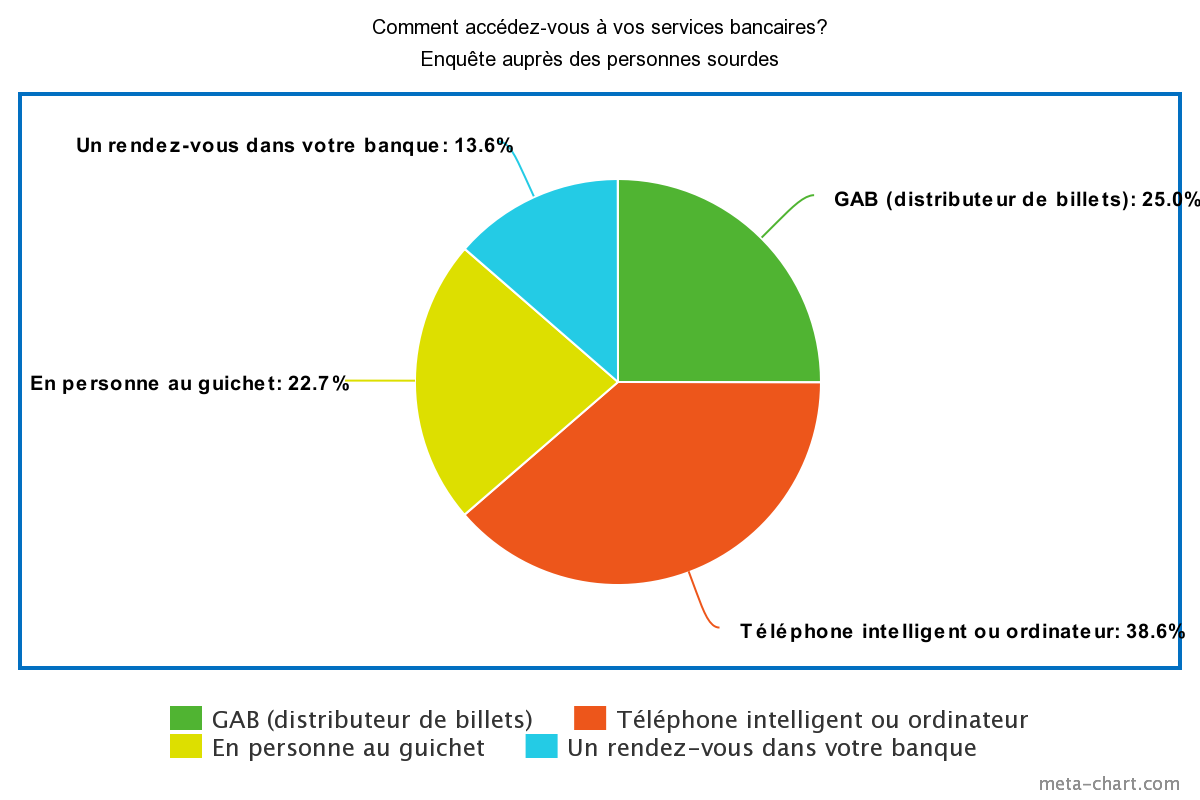 Comment accédez-vous à vos services bancaires?
Enquête auprès des personnes sourdes
Un rendez-vous dans votre banque: 13.6%
GAB (distributeur de billets): 25.0%
En personne au guichet: 22.7%
Téléphone intelligent ou ordinateur: 38.6%
GAB (distributeur de billets) Téléphone intelligent ou ordinateur
En personne au guichet Un rendez-vous dans votre banque
meta-chart.com